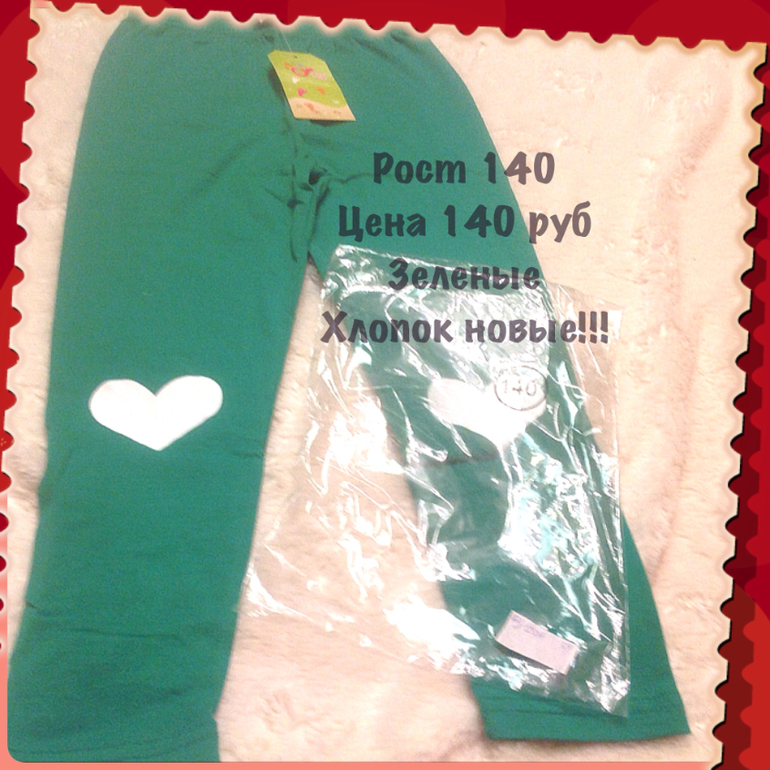 Рост 140
Цена 140 руб
Зеленые
Хлопок новые!!!
140